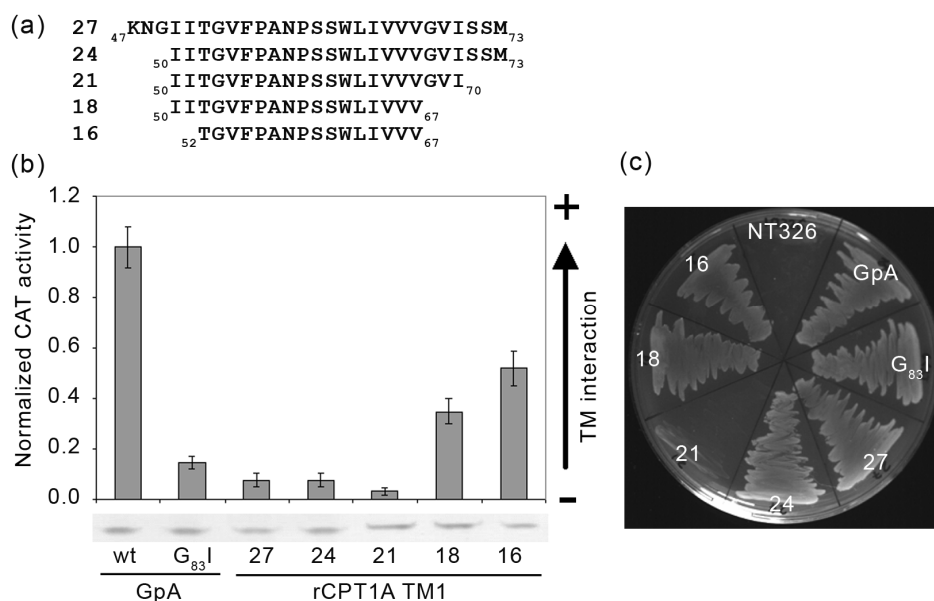 (a)
27 47KNGIITGVFPANPSSWLIVVVGVISSM73
24 50IITGVFPANPSSWLIVVVGVISSM73
21 50IITGVFPANPSSWLIVVVGVI70
18 50IITGVFPANPSSWLIVVV67
16 52TGVFPANPSSWLIVVV67
(b)
Normalized CAT activity
1.2
1.0
0.8
0.6
0.4
0.2
0.0
+
TM interaction
-
wt G83I 27 24 21 18 16
GpA rCPT1A TM1
(c)
NT326
16 GpA
18 G83I
21 27
24